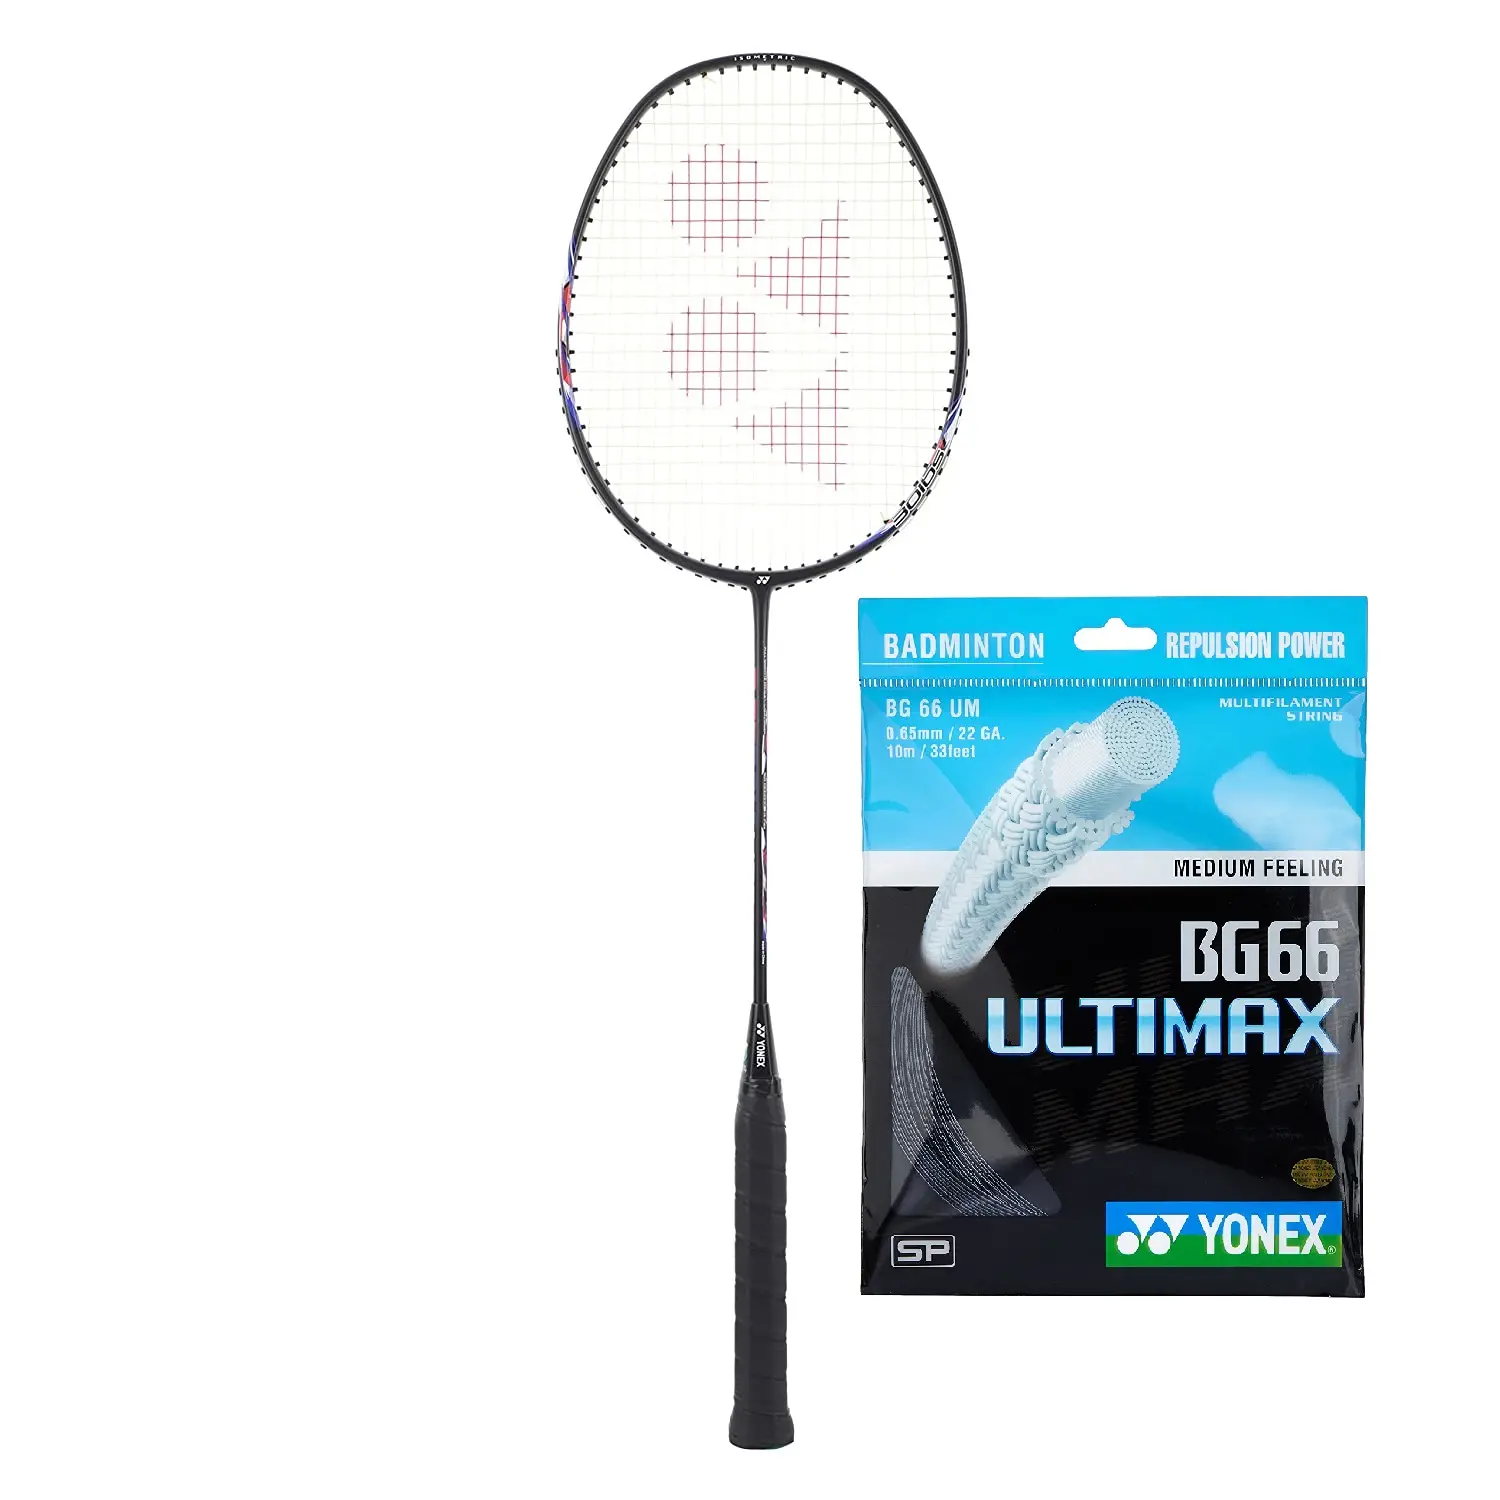 ISOMETRIC
YONEX
BADMINTON
REPULSION POWER
BG 66 UM
0.65mm / 22 GA.
10m / 33feet
MULTIFILAMENT
STRING
MEDIUM FEELING
BG66
ULTIMAX
SP
YONEX®